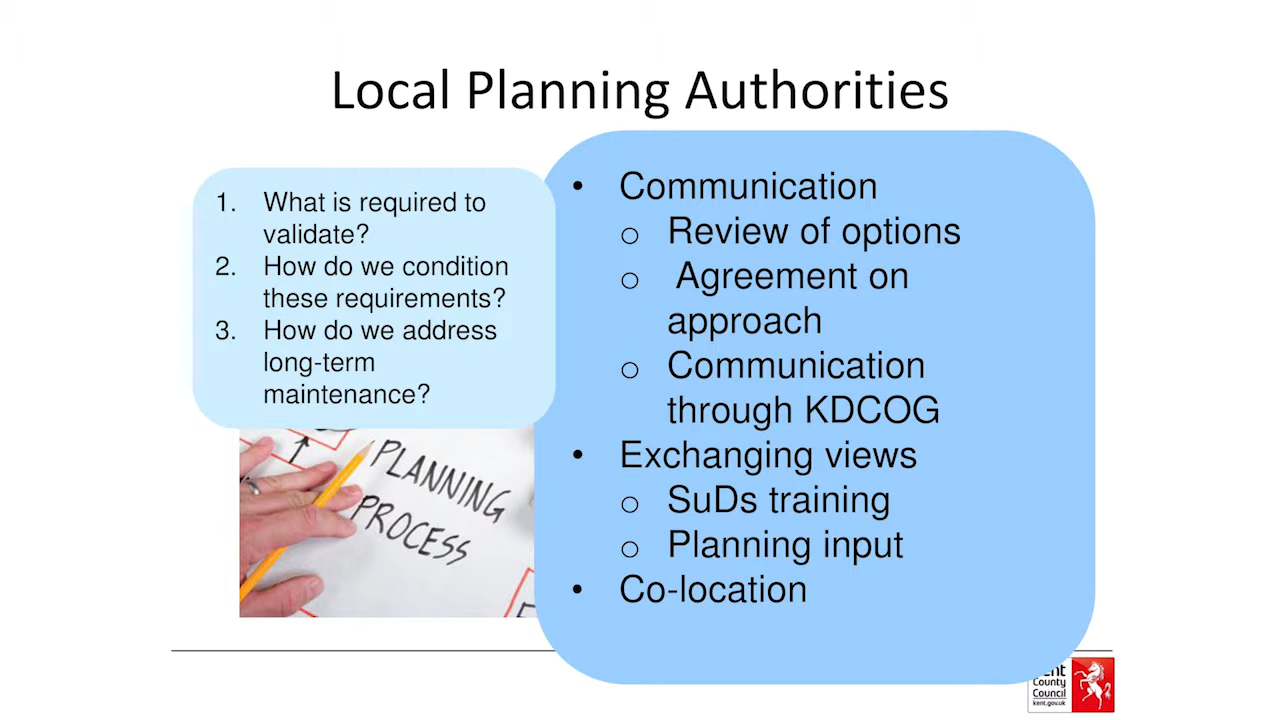 Local Planning Authorities
1. What is required to
validate?
2. How do we condition
these requirements?
3. How do we address
long-term
maintenance?
• Communication
o Review of options
o Agreement on
approach
o Communication
through KDCOG
• Exchanging views
o SuDs training
o Planning input
• Co-location
PLANNING
PROCESS
County
Council
kent.gov.uk